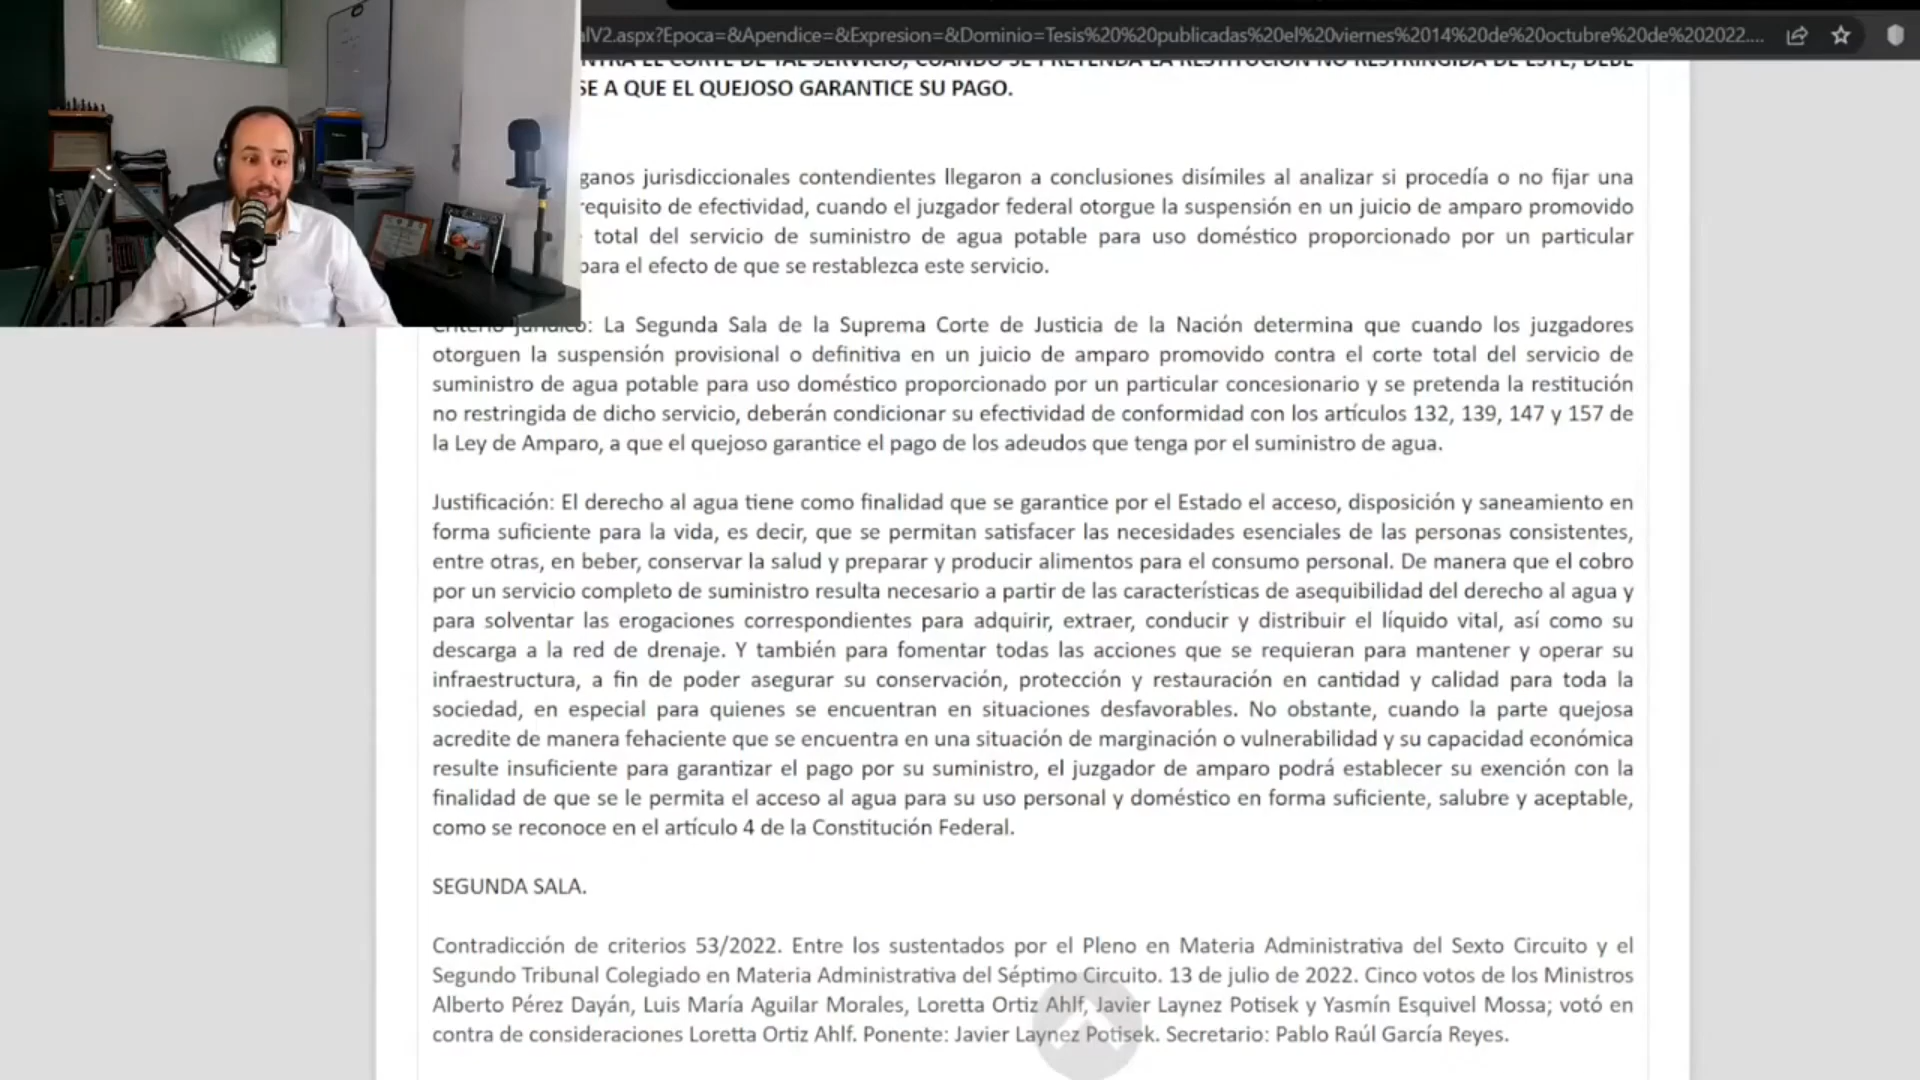 alV2.aspx?Epoca=&Apendice=&Expresion=&Dominio=Tesis%20%20publicadas%20el%20viernes%2014%20de%20octubre%20de%202022....
CONTRA EL CORTE DE TAL SERVICIO, CUANDO SE PRETENDA LA RESTITUCIÓN NO RESTRINGIDA DE ESTE, DEBE
SE A QUE EL QUEJOSO GARANTICE SU PAGO.
ganos jurisdiccionales contendientes llegaron a conclusiones disímiles al analizar si procedía o no fijar una
requisito de efectividad, cuando el juzgador federal otorgue la suspensión en un juicio de amparo promovido
total del servicio de suministro de agua potable para uso doméstico proporcionado por un particular
para el efecto de que se restablezca este servicio.
Criterio jurídico: La Segunda Sala de la Suprema Corte de Justicia de la Nación determina que cuando los juzgadores
otorguen la suspensión provisional o definitiva en un juicio de amparo promovido contra el corte total del servicio de
suministro de agua potable para uso doméstico proporcionado por un particular concesionario y se pretenda la restitución
no restringida de dicho servicio, deberán condicionar su efectividad de conformidad con los artículos 132, 139, 147 y 157 de
la Ley de Amparo, a que el quejoso garantice el pago de los adeudos que tenga por el suministro de agua.
Justificación: El derecho al agua tiene como finalidad que se garantice por el Estado el acceso, disposición y saneamiento en
forma suficiente para la vida, es decir, que se permitan satisfacer las necesidades esenciales de las personas consistentes,
entre otras, en beber, conservar la salud y preparar y producir alimentos para el consumo personal. De manera que el cobro
por un servicio completo de suministro resulta necesario a partir de las características de asequibilidad del derecho al agua y
para solventar las erogaciones correspondientes para adquirir, extraer, conducir y distribuir el líquido vital, así como su
descarga a la red de drenaje. Y también para fomentar todas las acciones que se requieran para mantener y operar su
infraestructura, a fin de poder asegurar su conservación, protección y restauración en cantidad y calidad para toda la
sociedad, en especial para quienes se encuentran en situaciones desfavorables. No obstante, cuando la parte quejosa
acredite de manera fehaciente que se encuentra en una situación de marginación o vulnerabilidad y su capacidad económica
resulte insuficiente para garantizar el pago por su suministro, el juzgador de amparo podrá establecer su exención con la
finalidad de que se le permita el acceso al agua para su uso personal y doméstico en forma suficiente, salubre y aceptable,
como se reconoce en el artículo 4 de la Constitución Federal.
SEGUNDA SALA.
Contradicción de criterios 53/2022. Entre los sustentados por el Pleno en Materia Administrativa del Sexto Circuito y el
Segundo Tribunal Colegiado en Materia Administrativa del Séptimo Circuito. 13 de julio de 2022. Cinco votos de los Ministros
Alberto Pérez Dayán, Luis María Aguilar Morales, Loretta Ortiz Ahlf, Javier Laynez Potisek y Yasmín Esquivel Mossa; votó en
contra de consideraciones Loretta Ortiz Ahlf. Ponente: Javier Laynez Potisek. Secretario: Pablo Raúl García Reyes.